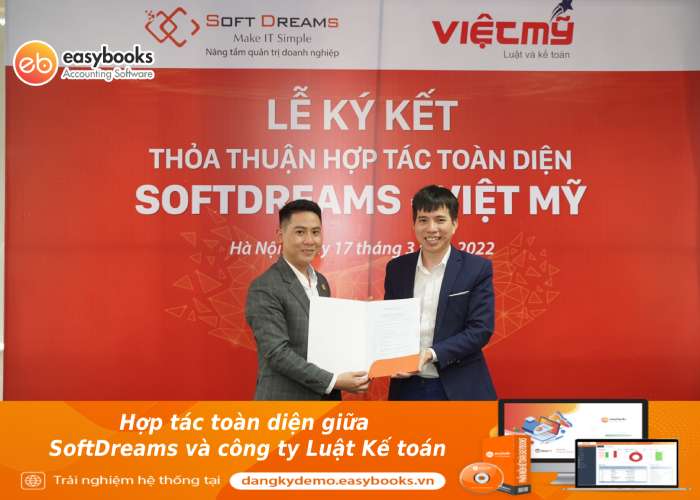 easybooks
Accounting Software
SOFT DREAMS
Make IT Simple
Nâng tầm quản trị doanh nghiệp
VIỆTMỸ
Luật và kế toán
LỄ KÝ KẾT
THỎA THUẬN HỢP TÁC TOÀN DIỆN
SOFTDREAMS VIỆT MỸ
Hà Nội 17 tháng 3 2022
Hợp tác toàn diện giữa
SoftDreams và công ty Luật Kế toán
Trải nghiệm hệ thống tại dangkydemo.easybooks.vn